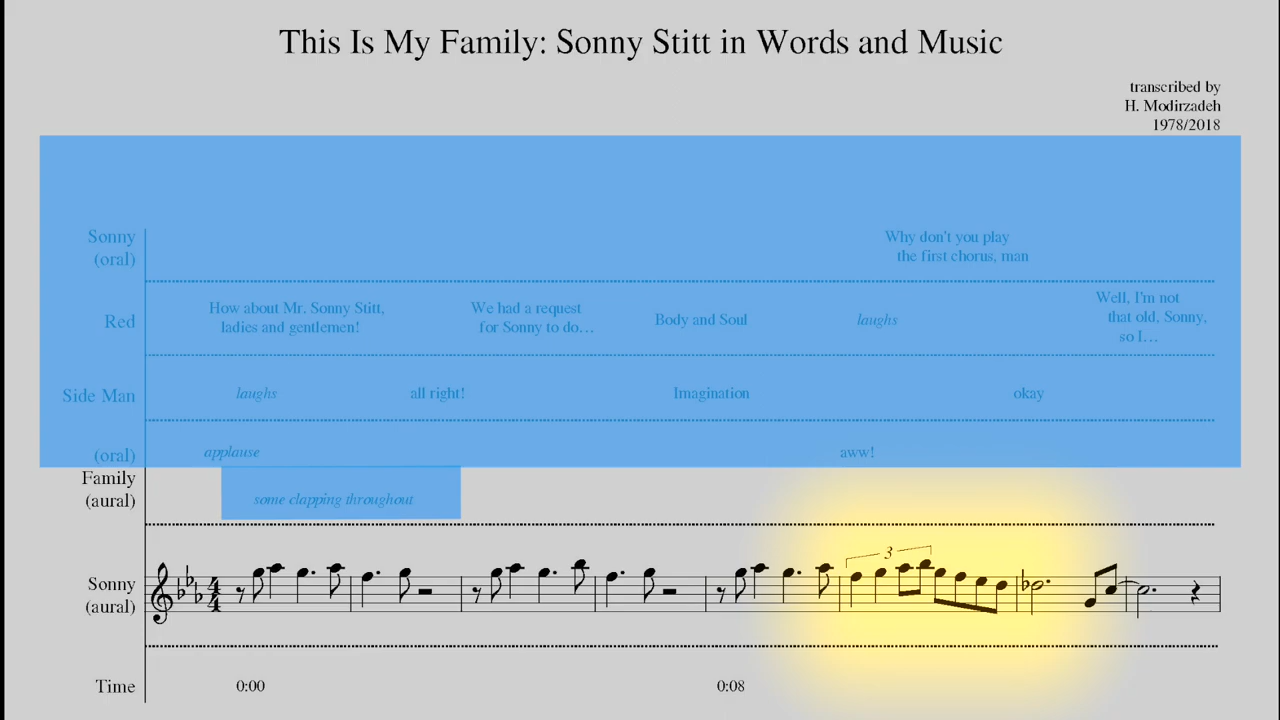 This Is My Family: Sonny Stitt in Words and Music
transcribed by
H. Modirzadeh
1978/2018
Sonny
(oral)
Why don't you play
the first chorus, man
Red
How about Mr. Sonny Stitt,
ladies and gentlemen!
We had a request
for Sonny to do…
Body and Soul
laughs
Well, I'm not
that old, Sonny,
so I…
Side Man
laughs
all right!
Imagination
okay
(oral)
applause
aww!
Family
(aural)
some clapping throughout
3
Sonny
(aural)
4
4
Time
0:00
0:08